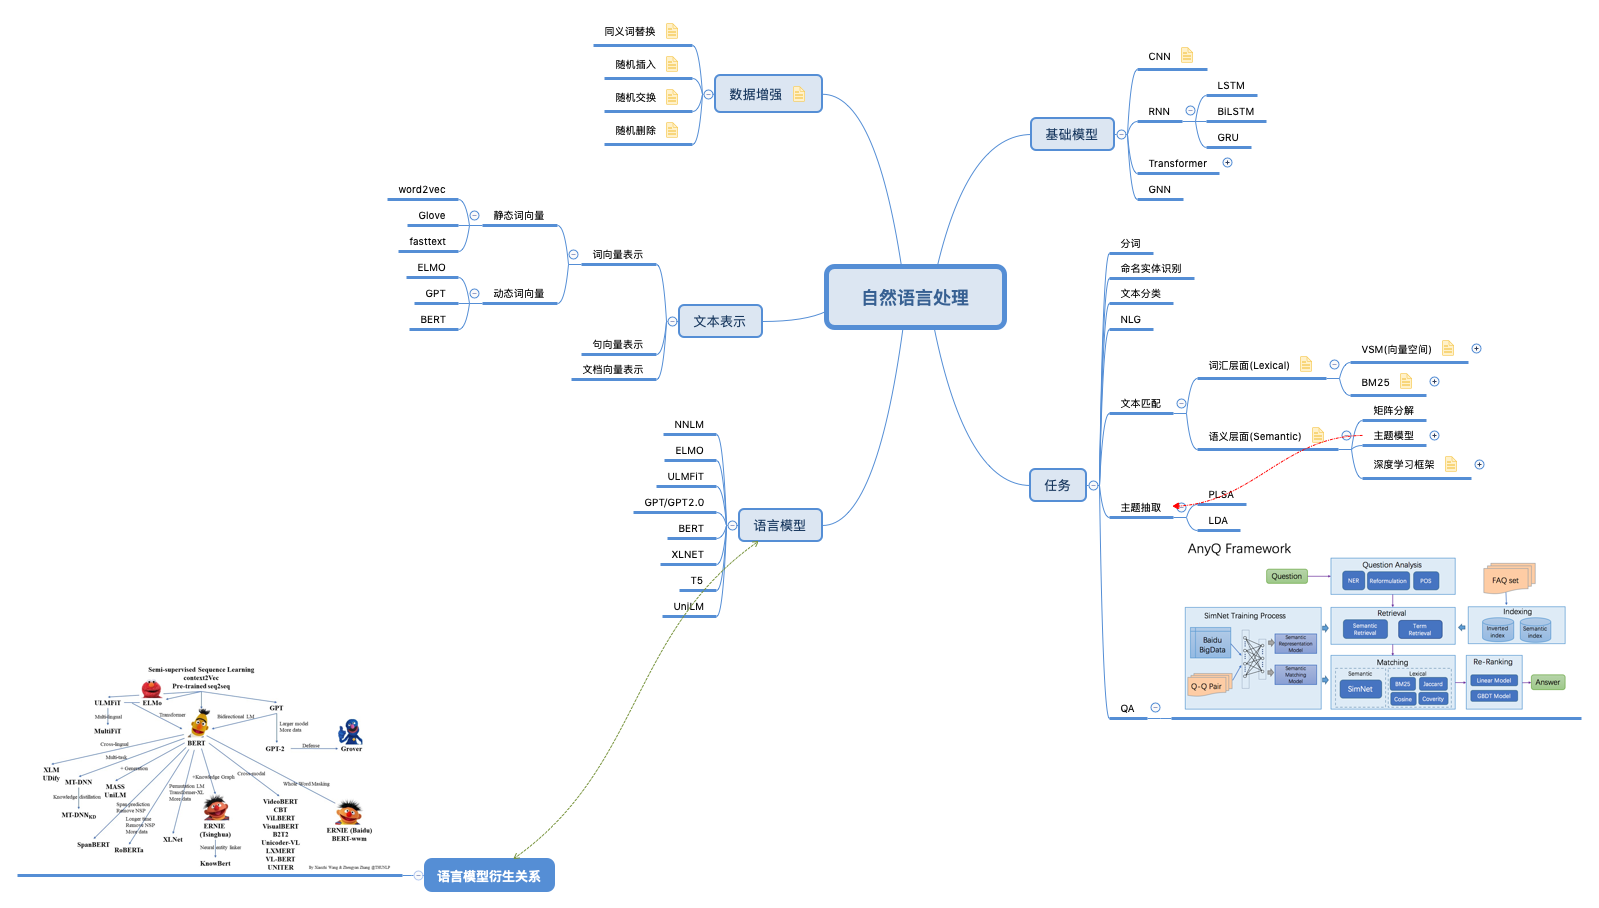 自然语言处理
数据增强
同义词替换
随机插入
随机交换
随机删除
文本表示
词向量表示
静态词向量
word2vec
Glove
fasttext
动态词向量
ELMO
GPT
BERT
句向量表示
文档向量表示
语言模型
NNLM
ELMO
ULMFiT
GPT/GPT2.0
BERT
XLNET
T5
UniLM
基础模型
CNN
RNN
LSTM
BiLSTM
GRU
Transformer
GNN
任务
分词
命名实体识别
文本分类
NLG
文本匹配
词汇层面(Lexical)
VSM(向量空间)
BM25
语义层面(Semantic)
矩阵分解
主题模型
深度学习框架
主题抽取
PLSA
LDA
QA
AnyQ Framework
Question
Question Analysis
NER
Reformulation
POS
FAQ set
SimNet Training Process
Baidu
BigData
Q-Q Pair
Semantic
Representation
Model
Semantic
Matching
Model
Retrieval
Semantic
Retrieval
Term
Retrieval
Indexing
Inverted
index
Semantic
index
Matching
Semantic
SimNet
Lexical
BM25
Jaccard
Cosine
Coverity
Re-Ranking
Linear Model
GBDT Model
Answer
Semi-supervised Sequence Learning
context2Vec
Pre-trained seq2seq
ULMFiT
ELMo
GPT
Multi-lingual
MultiFiT
Transformer
Bidirectional LM
Larger model
More data
BERT
GPT-2
Defense
Grover
Cross-lingual
XLM
UDify
Multi-task
MT-DNN
Knowledge distillation
MT-DNNKD
+ Generation
MASS
UniLM
Span prediction
Remove NSP
SpanBERT
Longer time
Remove NSP
More data
RoBERTa
Permutation LM
Transformer-XL
More data
XLNet
+Knowledge Graph
ERNIE
(Tsinghua)
Neural entity linker
KnowBert
Cross-modal
VideoBERT
CBT
ViLBERT
VisualBERT
B2T2
Unicoder-VL
LXMERT
VL-BERT
UNITER
Whole Word Masking
ERNIE (Baidu)
BERT-wwm
By Xiaozhi Wang & Zhengyan Zhang @THUNLP
语言模型衍生关系